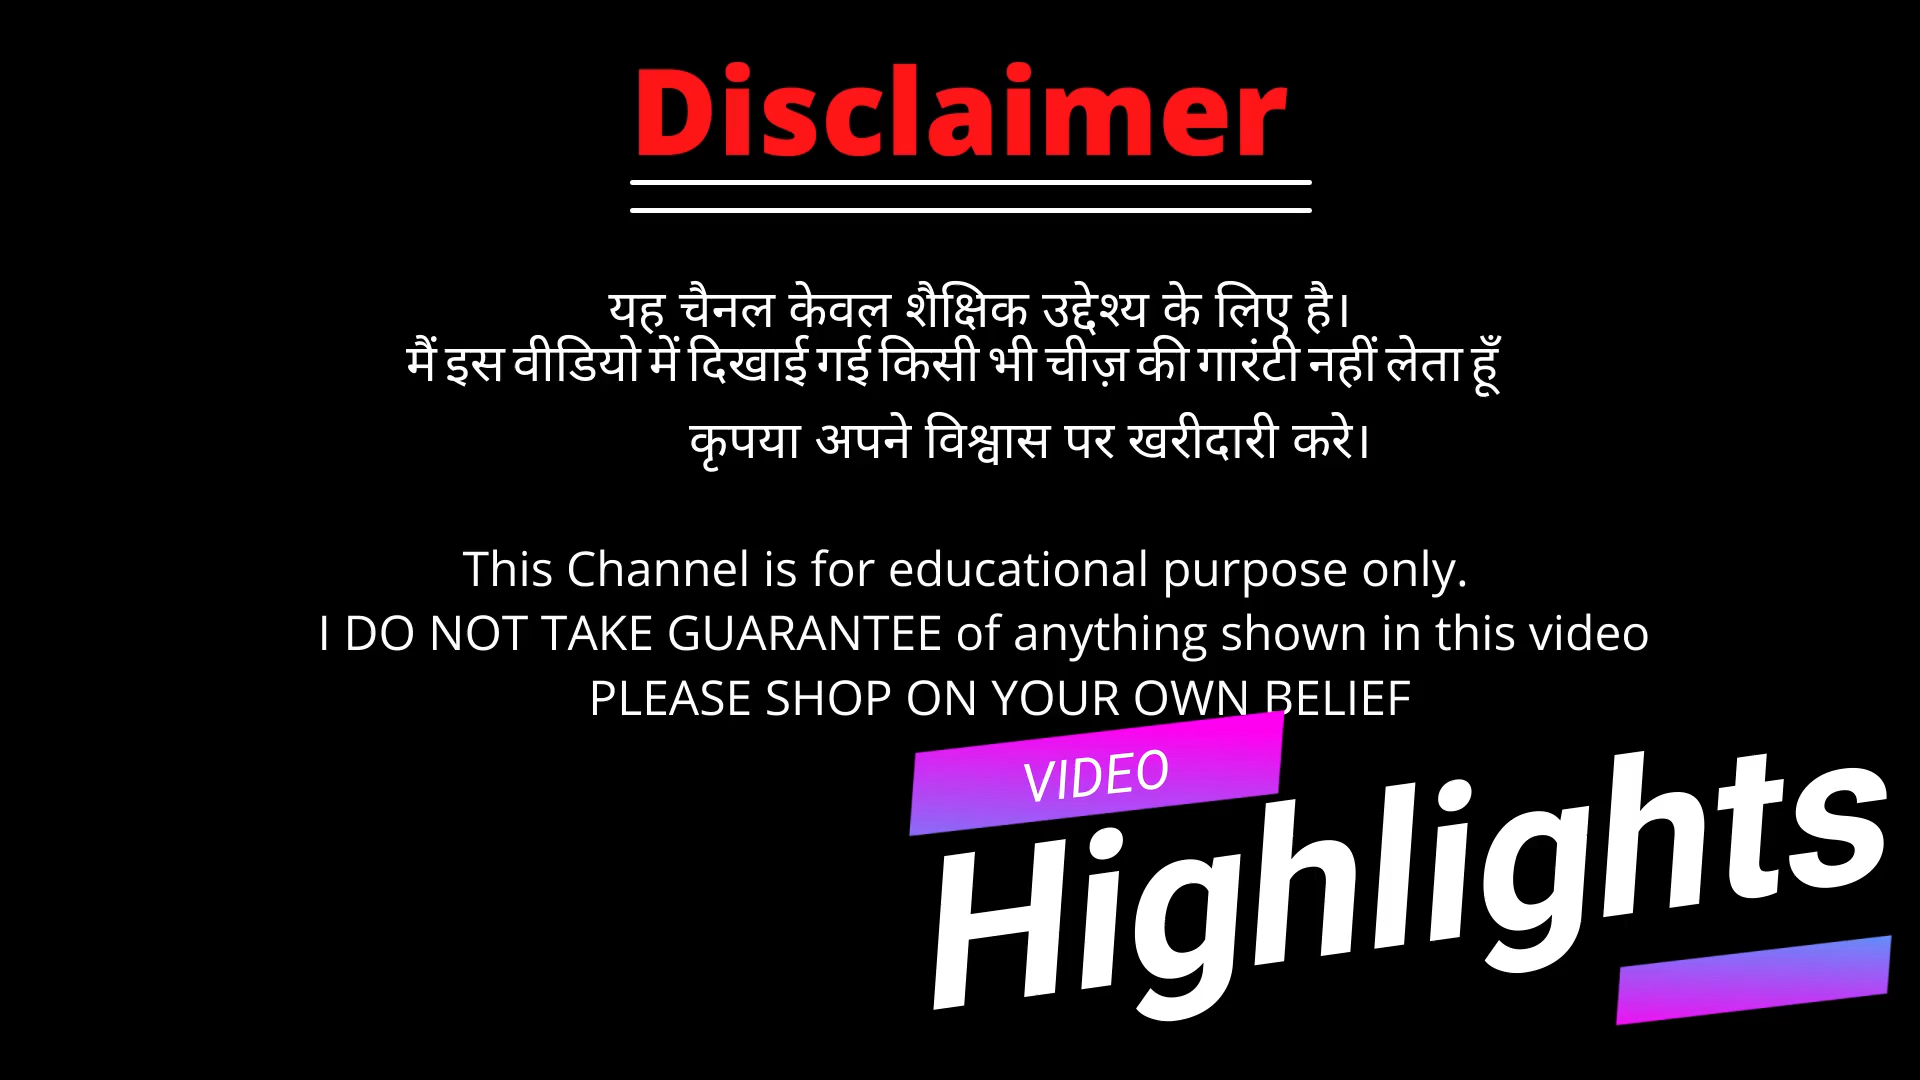 Disclaimer
यह चैनल केवल शैक्षिक उद्देश्य के लिए है।
मैं इस वीडियो में दिखाई गई किसी भी चीज़ की गारंटी नहीं लेता हूँ
कृपया अपने विश्वास पर खरीदारी करे।
This Channel is for educational purpose only.
I DO NOT TAKE GUARANTEE of anything shown in this video
PLEASE SHOP ON YOUR OWN BELIEF
VIDEO
Highlights